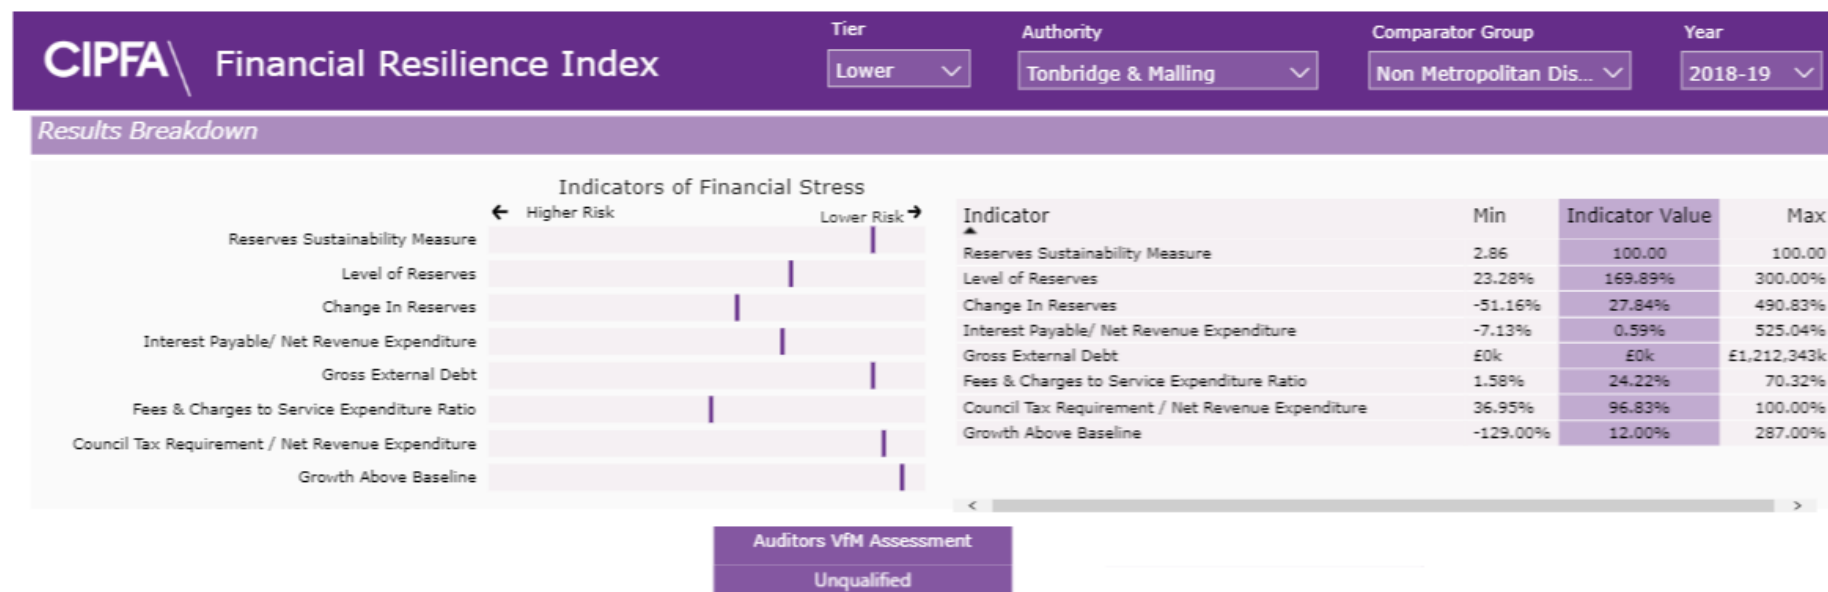 CIPFA\ Financial Resilience Index
Tier
Lower
Authority
Tonbridge & Malling
Comparator Group
Non Metropolitan Dis...
Year
2018-19
Results Breakdown
Indicators of Financial Stress
← Higher Risk Lower Risk →
Reserves Sustainability Measure
Level of Reserves
Change In Reserves
Interest Payable/ Net Revenue Expenditure
Gross External Debt
Fees & Charges to Service Expenditure Ratio
Council Tax Requirement / Net Revenue Expenditure
Growth Above Baseline
Indicator Min Indicator Value Max
Reserves Sustainability Measure 2.86 100.00 100.00
Level of Reserves 23.28% 169.89% 300.00%
Change In Reserves -51.16% 27.84% 490.83%
Interest Payable/ Net Revenue Expenditure -7.13% 0.59% 525.04%
Gross External Debt £0k £0k £1,212,343k
Fees & Charges to Service Expenditure Ratio 1.58% 24.22% 70.32%
Council Tax Requirement / Net Revenue Expenditure 36.95% 96.83% 100.00%
Growth Above Baseline -129.00% 12.00% 287.00%
Auditors VfM Assessment
Unqualified